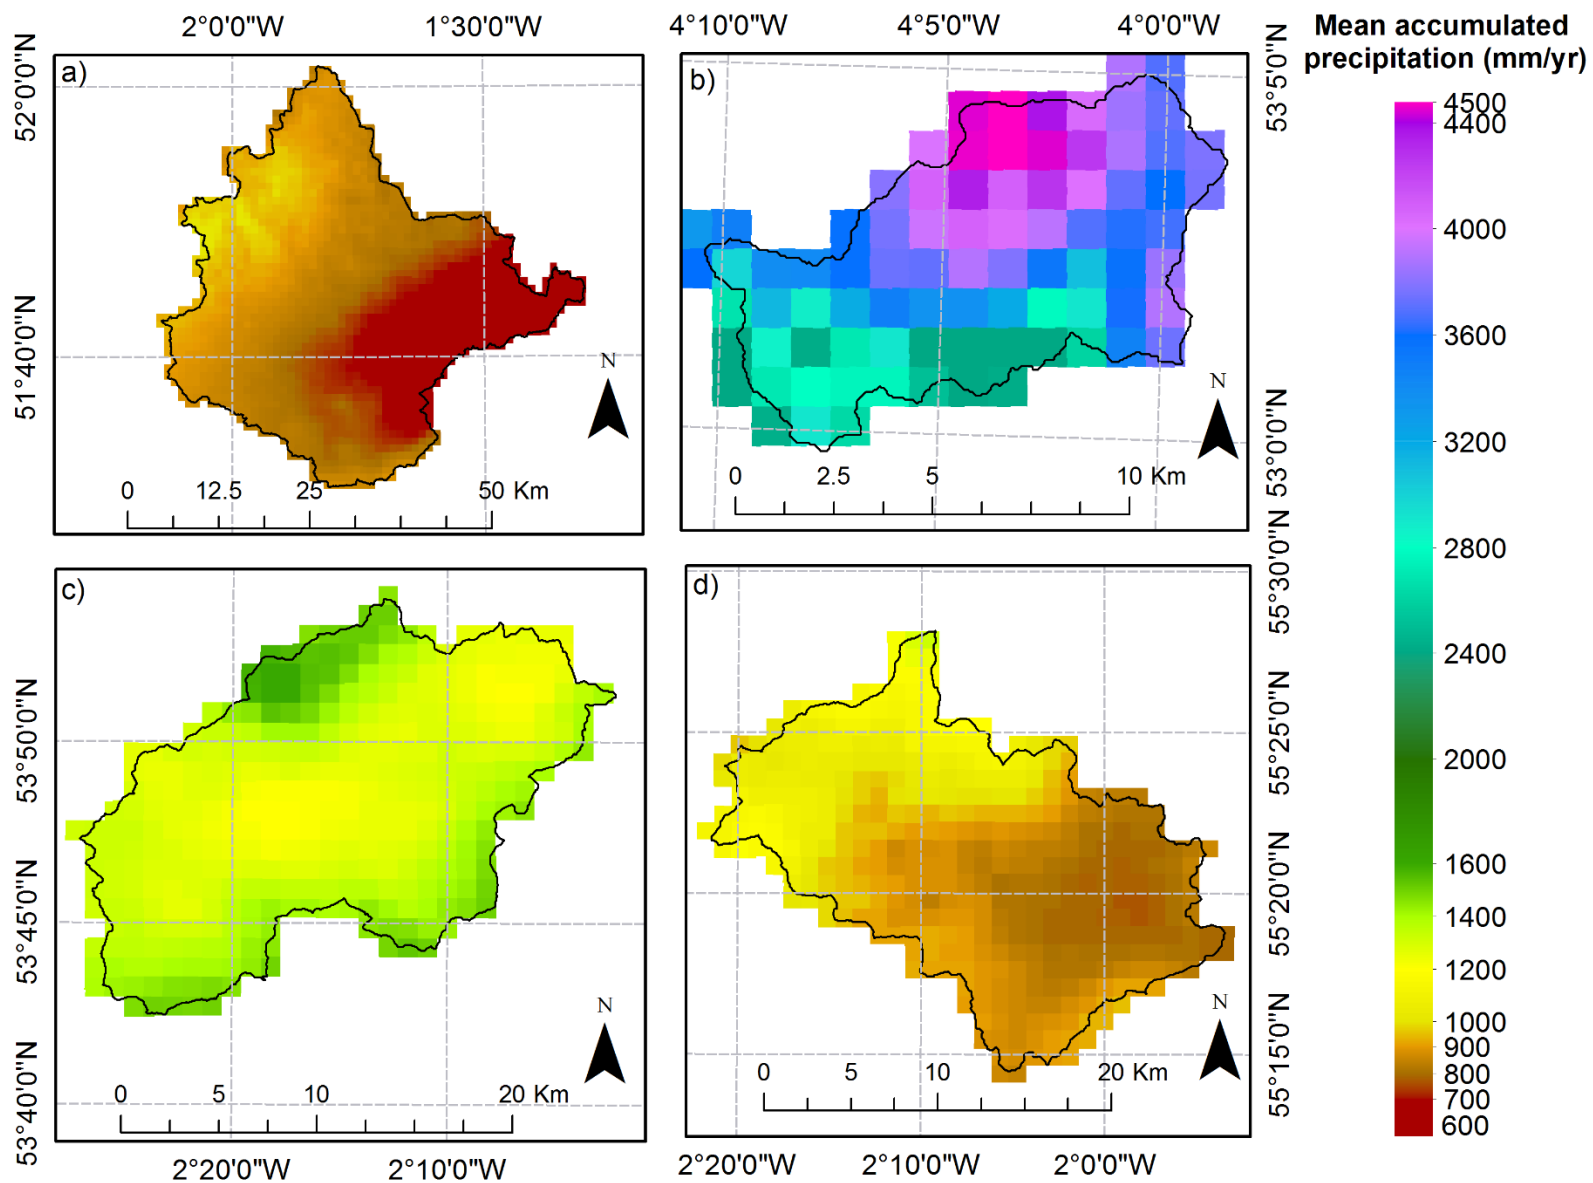 2°0'0"W
1°30'0"W
4°10'0"W
4°5'0"W
4°0'0"W
Mean accumulated
precipitation (mm/yr)
a)
52°0'0"N
51°40'0"N
N
0
12.5
25
50 Km
b)
53°5'0"N
53°0'0"N
N
0
2.5
5
10 Km
4500
4400
4000
3600
3200
2800
2400
2000
1600
1400
1200
1000
900
800
700
600
c)
53°50'0"N
53°45'0"N
53°40'0"N
N
0
5
10
20 Km
2°20'0"W
2°10'0"W
d)
55°30'0"N
55°25'0"N
55°20'0"N
55°15'0"N
N
0
5
10
20 Km
2°20'0"W
2°10'0"W
2°0'0"W